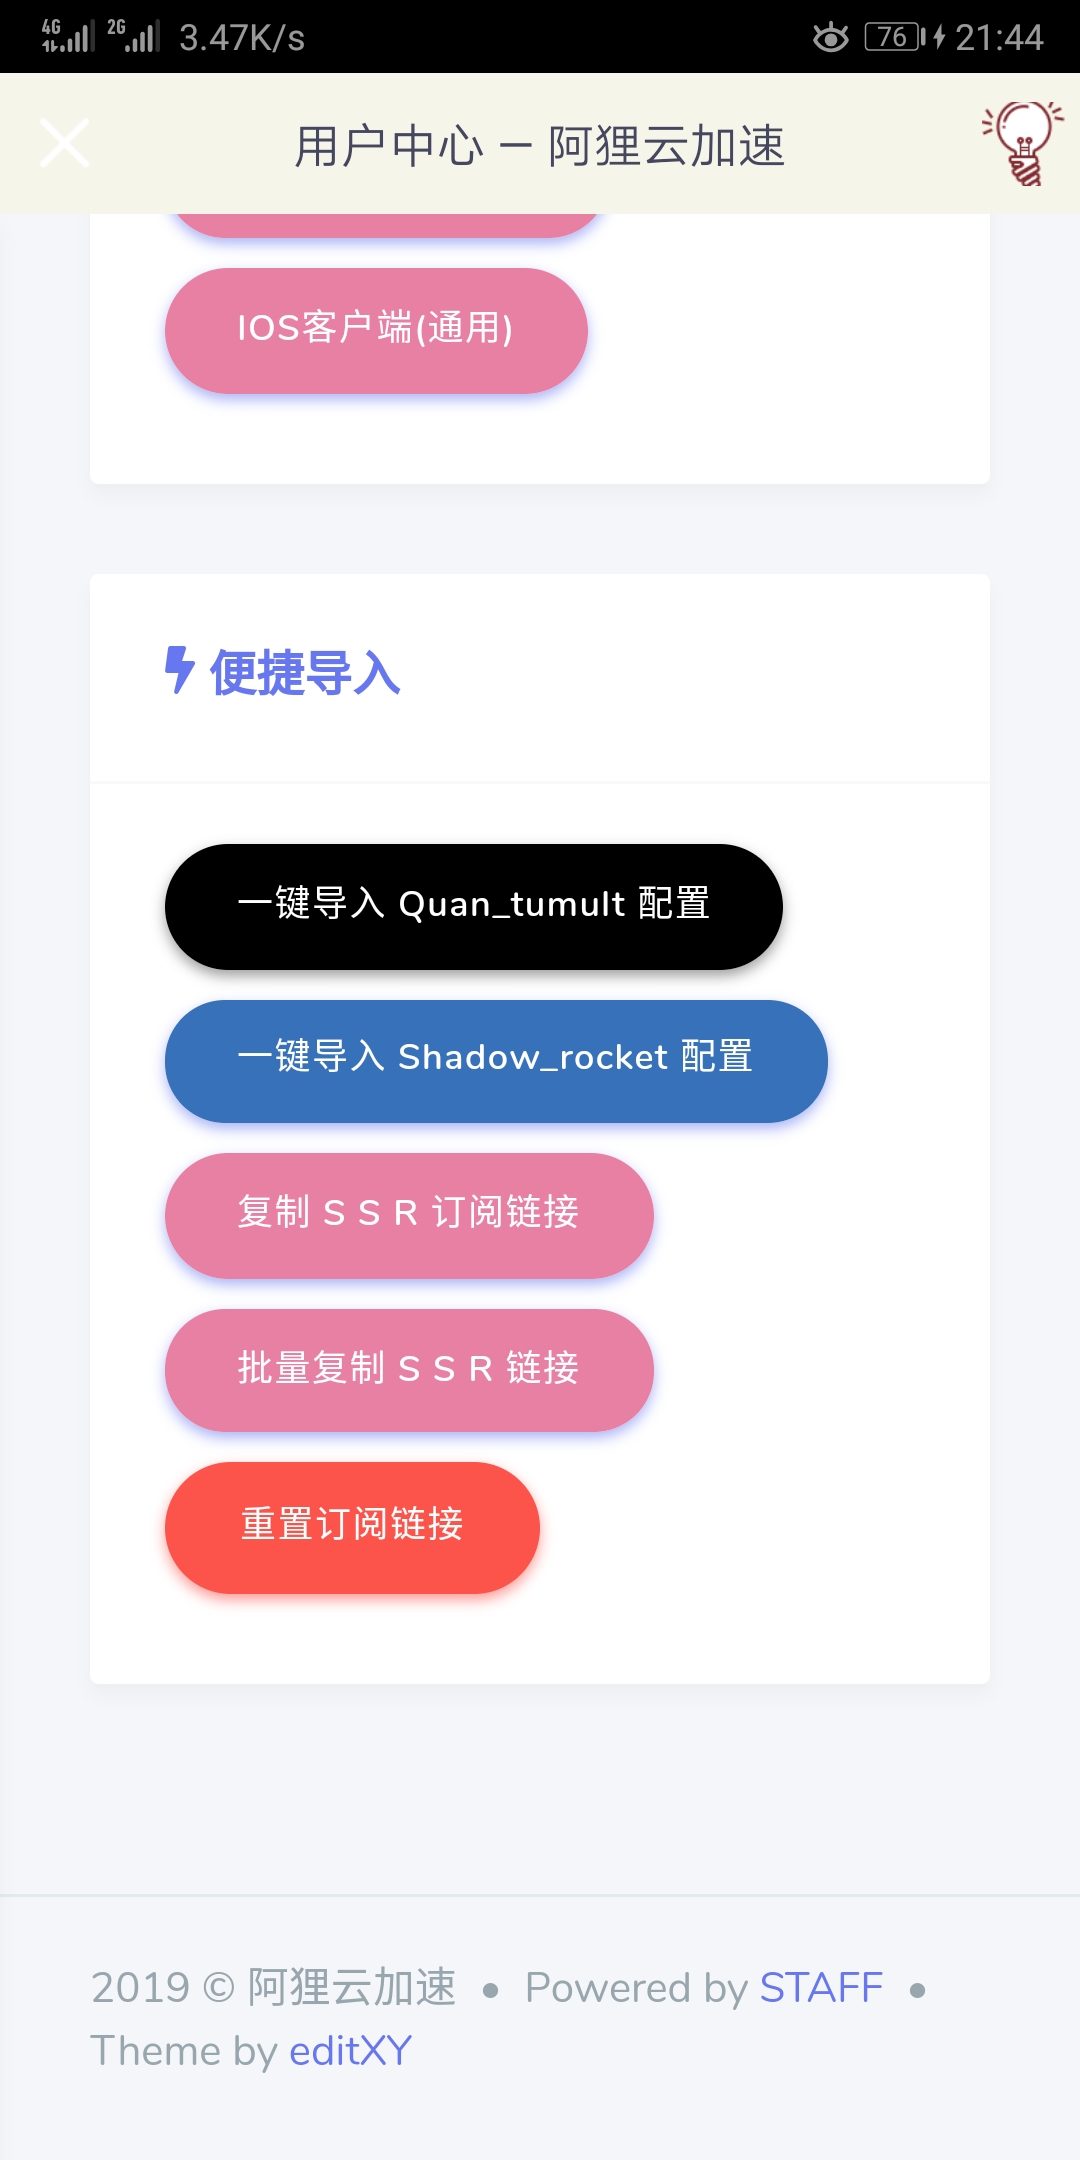 4G 2G 3.47K/s 76 21:44
用户中心 — 阿狸云加速
IOS客户端(通用)
便捷导入
一键导入 Quan_tumult 配置
一键导入 Shadow_rocket 配置
复制 S S R 订阅链接
批量复制 S S R 链接
重置订阅链接
2019 © 阿狸云加速 • Powered by STAFF •
Theme by editXY